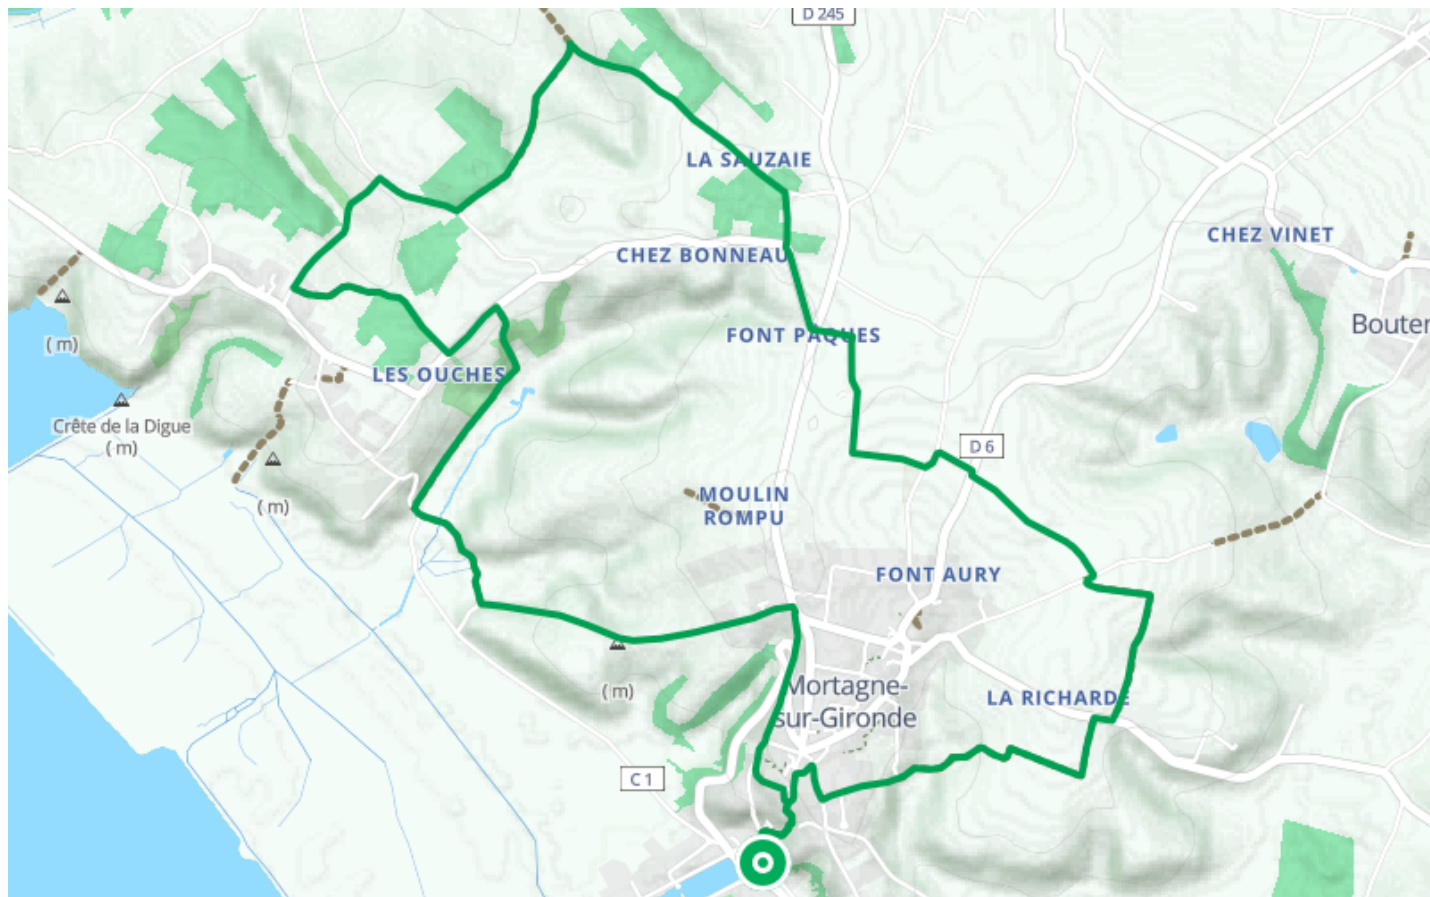 D 245
LA SAUZAIE
CHEZ VINET
CHEZ BONNEAU
( m)
FONT PÂQUES
Bouter
LES OUCHES
Crête de la Digue
( m)
D 6
MOULIN
ROMPU
( m)
FONT AURY
( m)
Mortagne-
sur-Gironde
LA RICHARDE
C 1